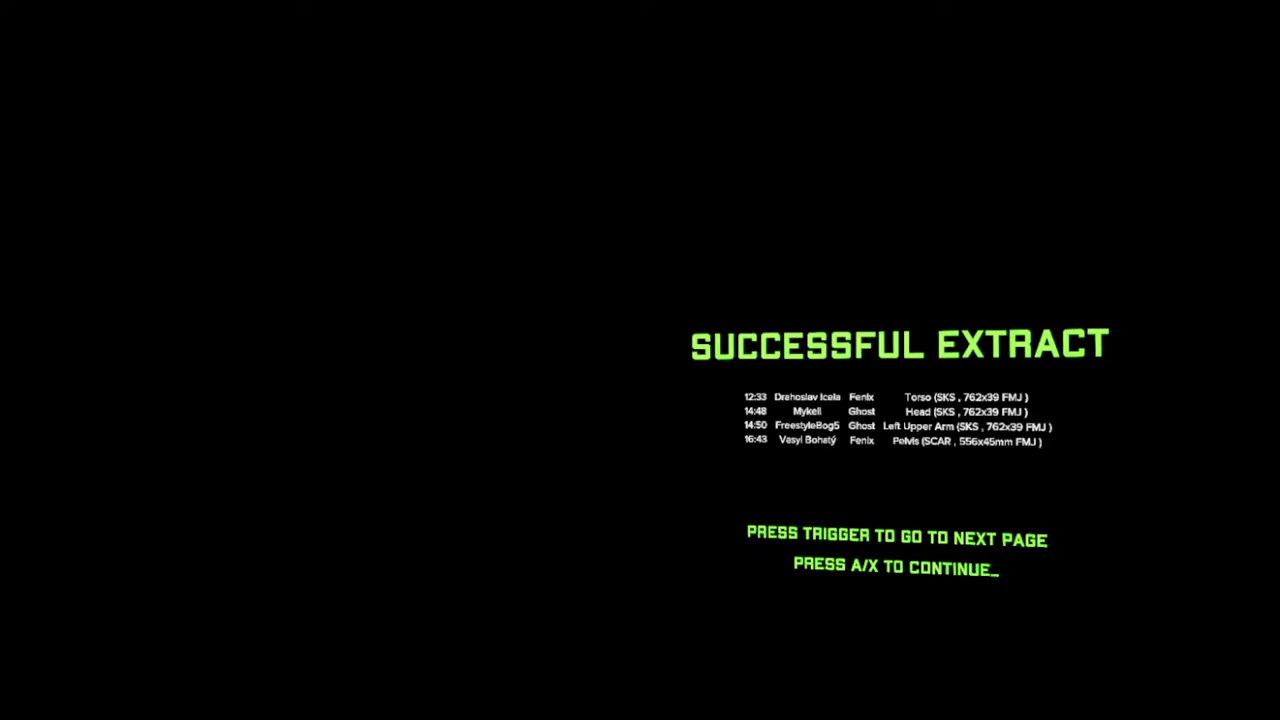 SUCCESSFUL EXTRACT
12:33 Drahoslav Icela Fenix Torso (SKS , 762x39 FMJ )
14:48 Mykell Ghost Head (SKS , 762x39 FMJ )
14:50 FreestyleBog5 Ghost Left Upper Arm (SKS , 762x39 FMJ )
16:43 Vasyl Bohatý Fenix Pelvis (SCAR , 556x45mm FMJ )
PRESS TRIGGER TO GO TO NEXT PAGE
PRESS A/X TO CONTINUE_